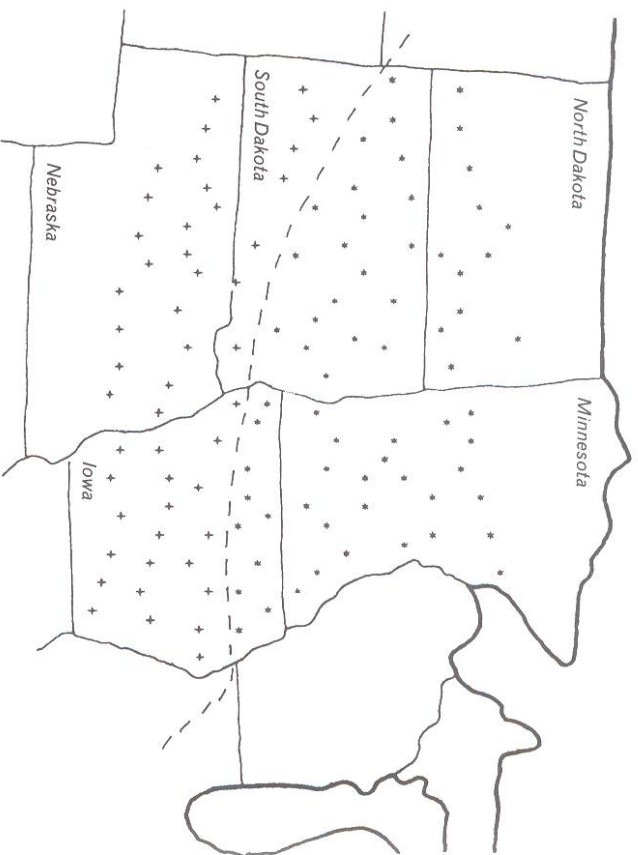 North Dakota
Minnesota
South Dakota
Nebraska
Iowa